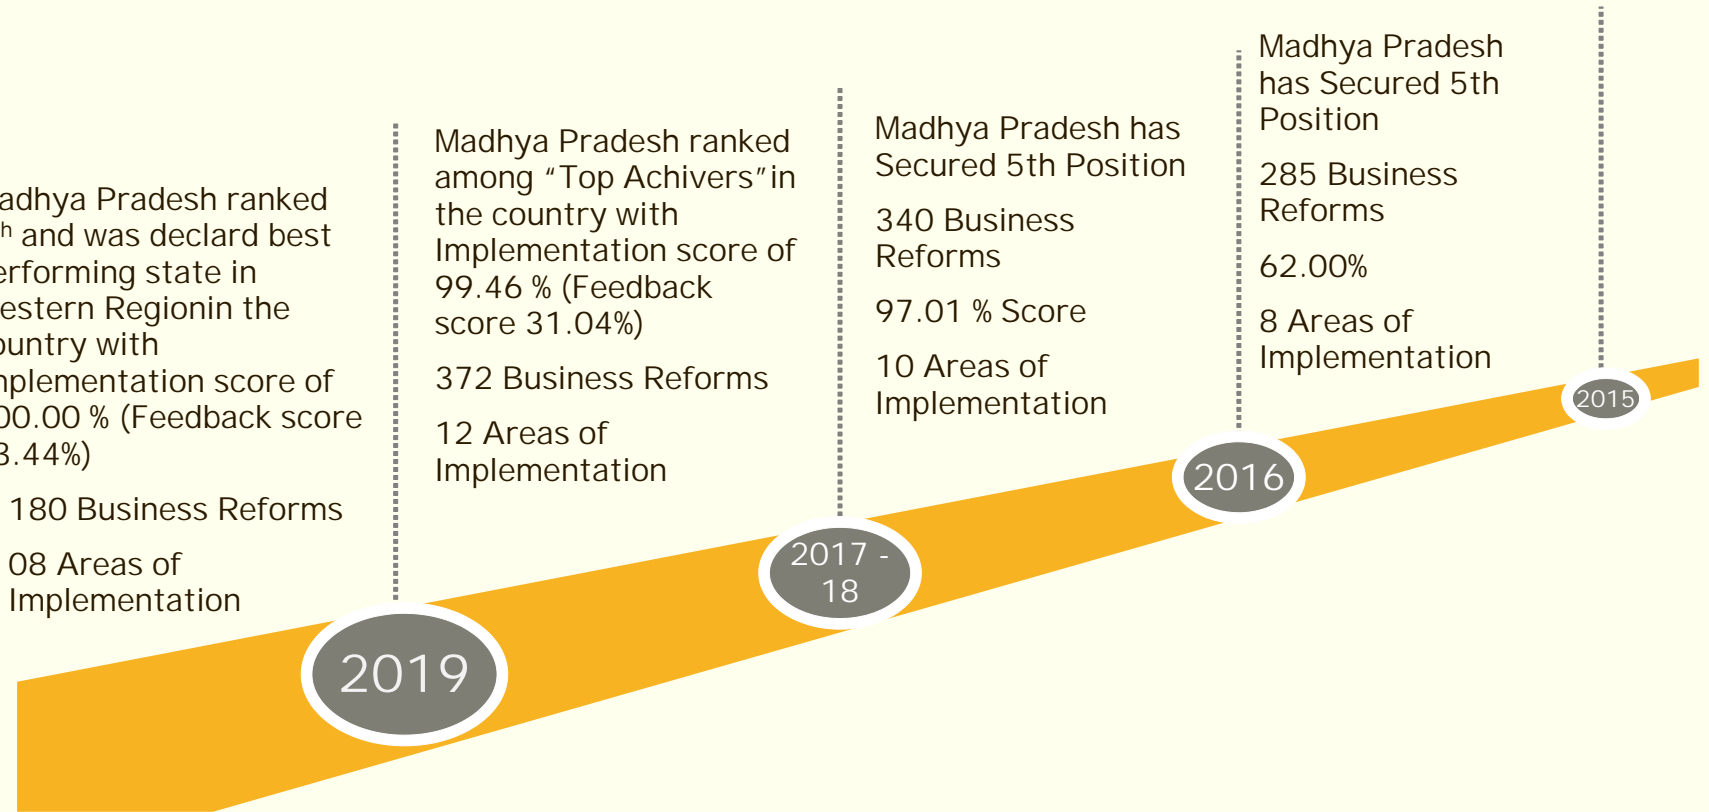 adhya Pradesh ranked
h and was declard best
erforming state in
estern Regionin the
ountry with
mplementation score of
00.00 % (Feedback score
3.44%)
180 Business Reforms
08 Areas of
Implementation
2019
Madhya Pradesh ranked
among “Top Achivers”in
the country with
Implementation score of
99.46 % (Feedback
score 31.04%)
372 Business Reforms
12 Areas of
Implementation
2017 -
18
Madhya Pradesh has
Secured 5th Position
340 Business
Reforms
97.01 % Score
10 Areas of
Implementation
2016
Madhya Pradesh
has Secured 5th
Position
285 Business
Reforms
62.00%
8 Areas of
Implementation
2015